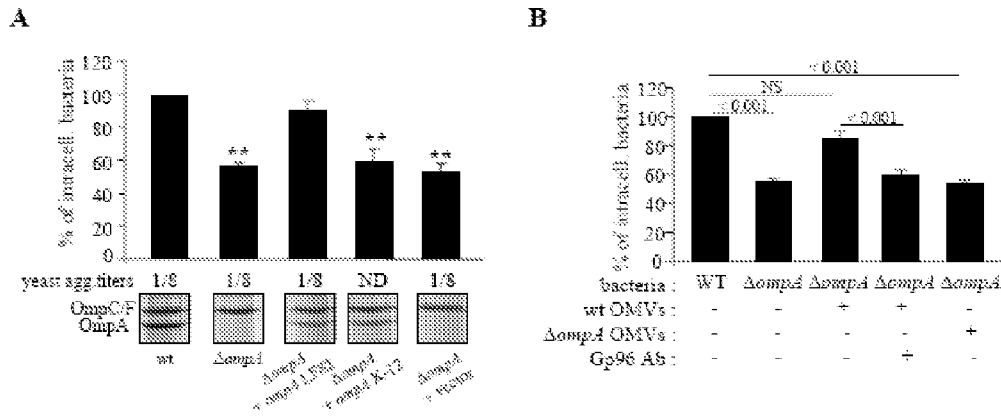 A
% of intracell. bacteria
120
100
80
60
40
20
0
**
**
**
yeast agg.titers 1/8 1/8 1/8 ND 1/8
OmpC/F
OmpA
wt
ΔompA
ΔompA + ompA LF82
ΔompA + ompA K-12
ΔompA + vector
B
% of intracell. bacteria
120
100
80
60
40
20
0
< 0.001
NS
< 0.001
< 0.001
bacteria : WT ΔompA ΔompA ΔompA ΔompA
wt OMVs : - - + + -
ΔompA OMVs : - - - - +
Gp96 Ab : - - - + -